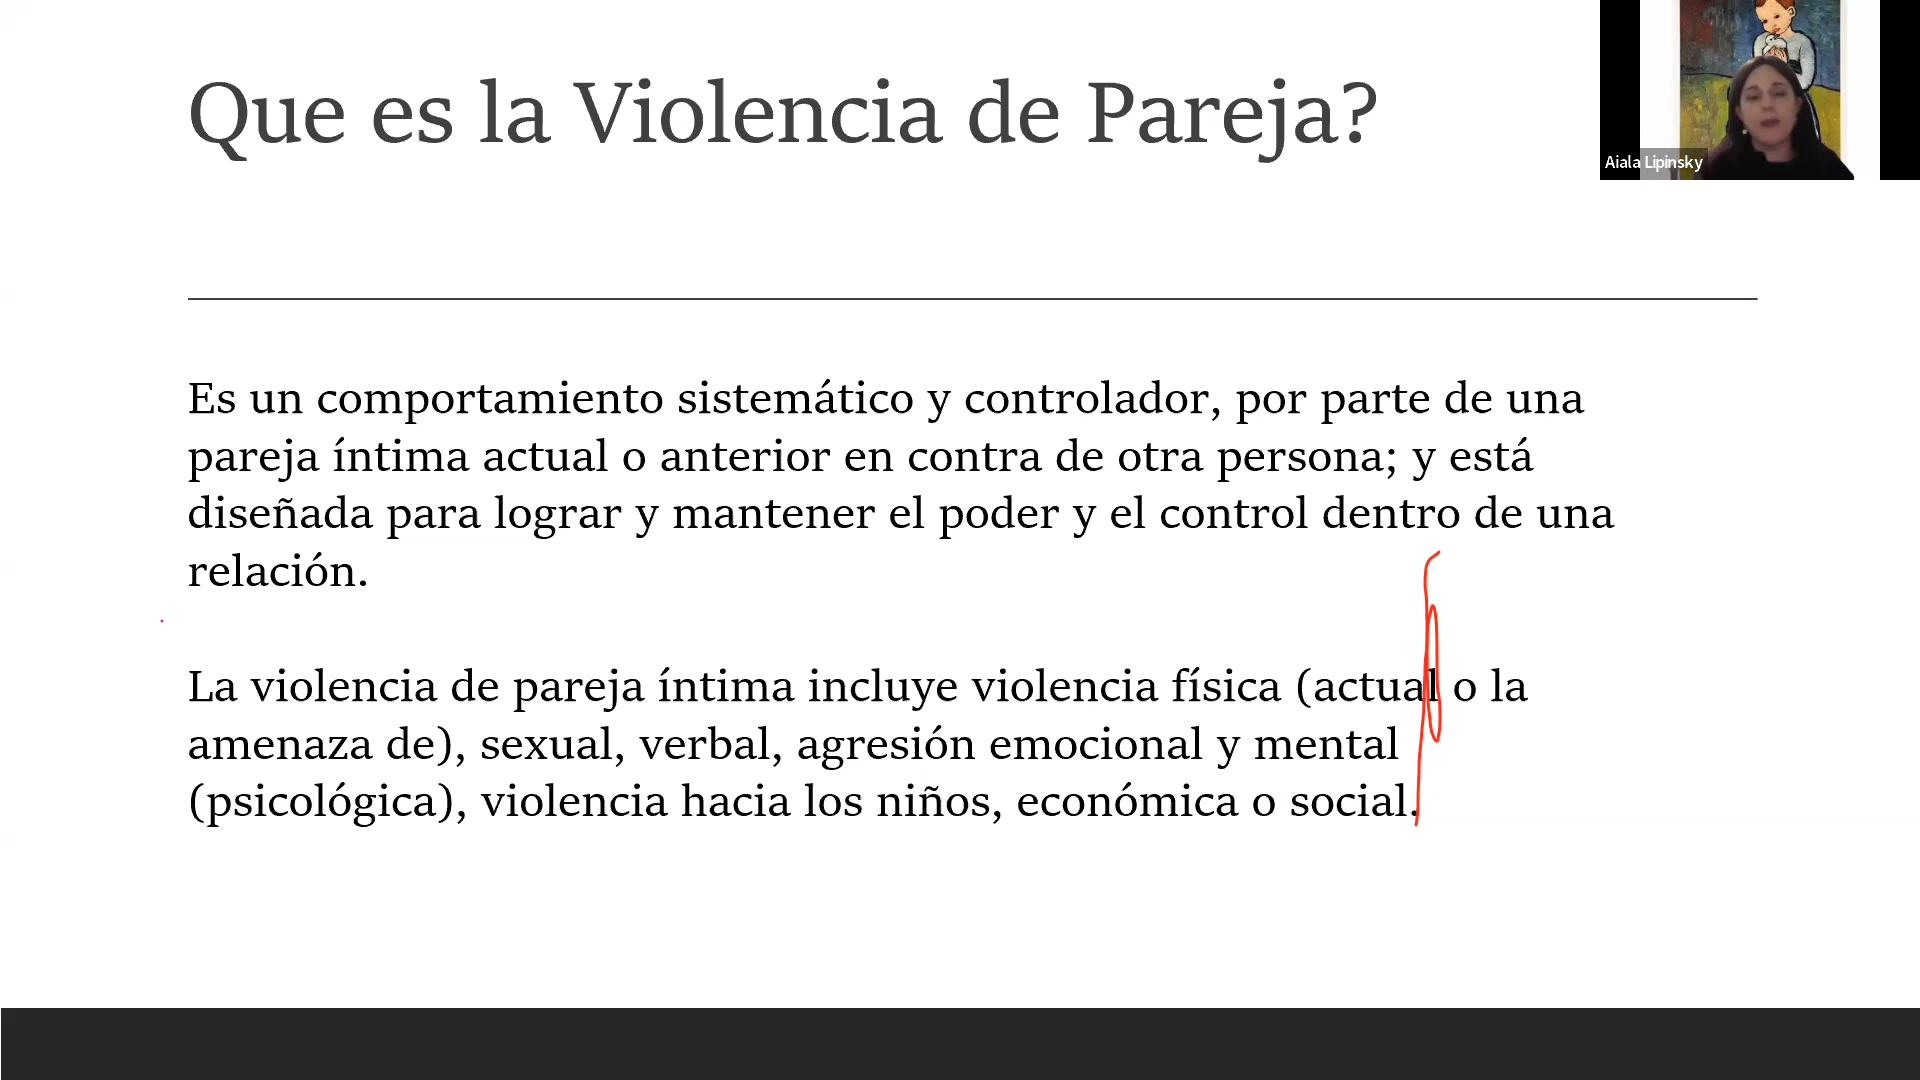 Que es la Violencia de Pareja?
Aiala Lipinsky
Es un comportamiento sistemático y controlador, por parte de una
pareja íntima actual o anterior en contra de otra persona; y está
diseñada para lograr y mantener el poder y el control dentro de una
relación.
La violencia de pareja íntima incluye violencia física (actual o la
amenaza de), sexual, verbal, agresión emocional y mental
(psicológica), violencia hacia los niños, económica o social.